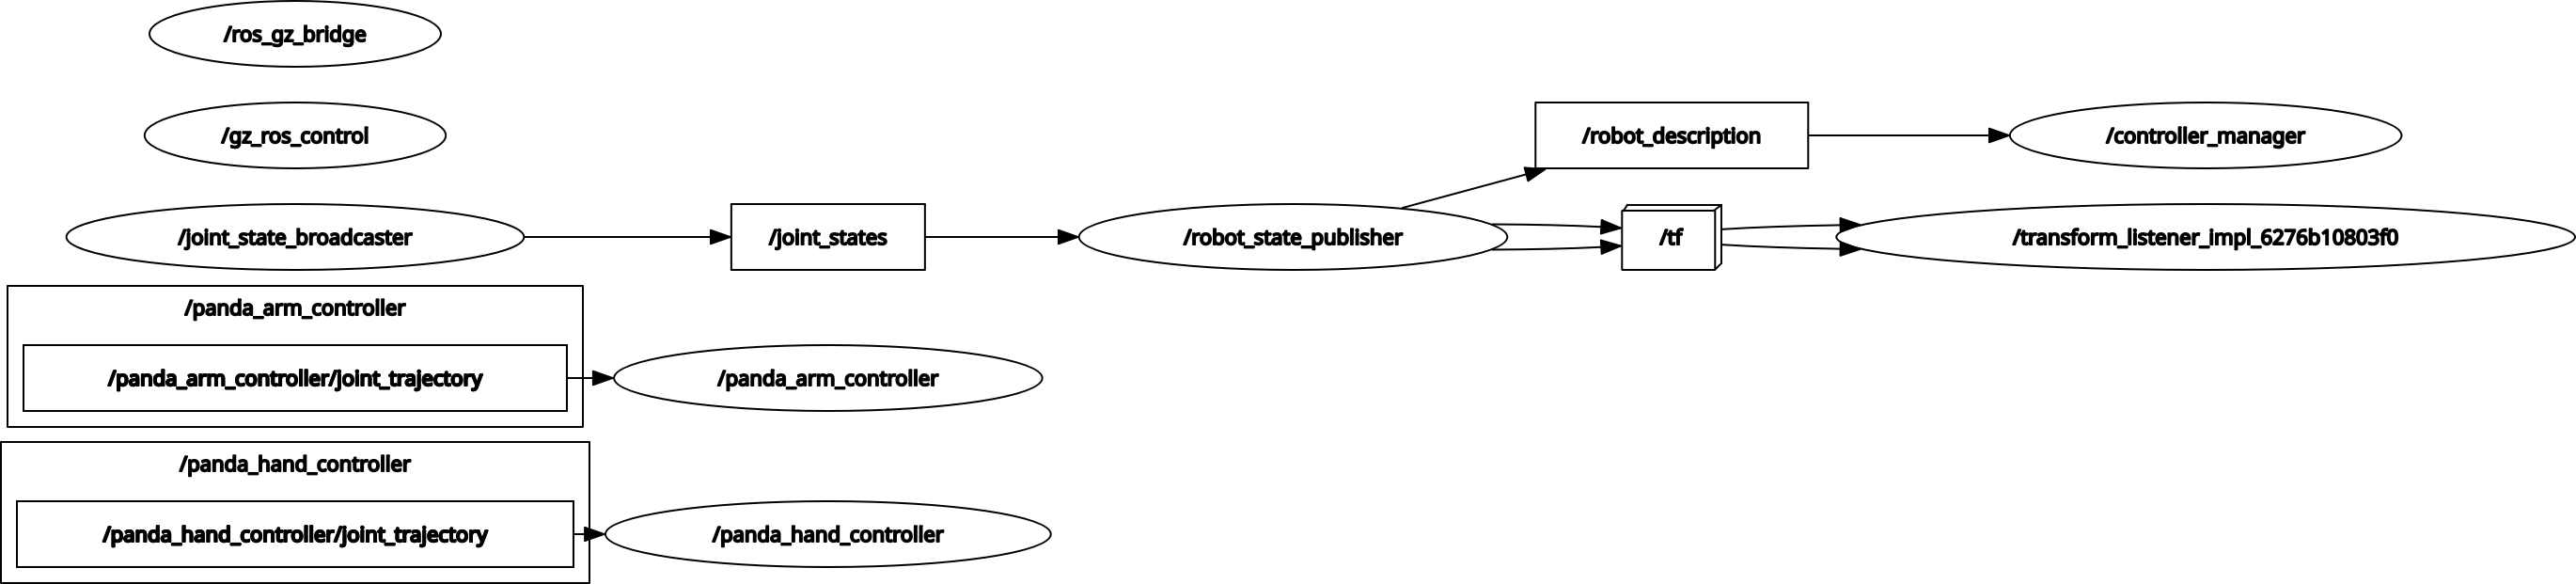 /ros_gz_bridge
/gz_ros_control
/robot_description
/controller_manager
/joint_state_broadcaster
/joint_states
/robot_state_publisher
/tf
/transform_listener_impl_6276b10803f0
/panda_arm_controller
/panda_arm_controller/joint_trajectory
/panda_arm_controller
/panda_hand_controller
/panda_hand_controller/joint_trajectory
/panda_hand_controller